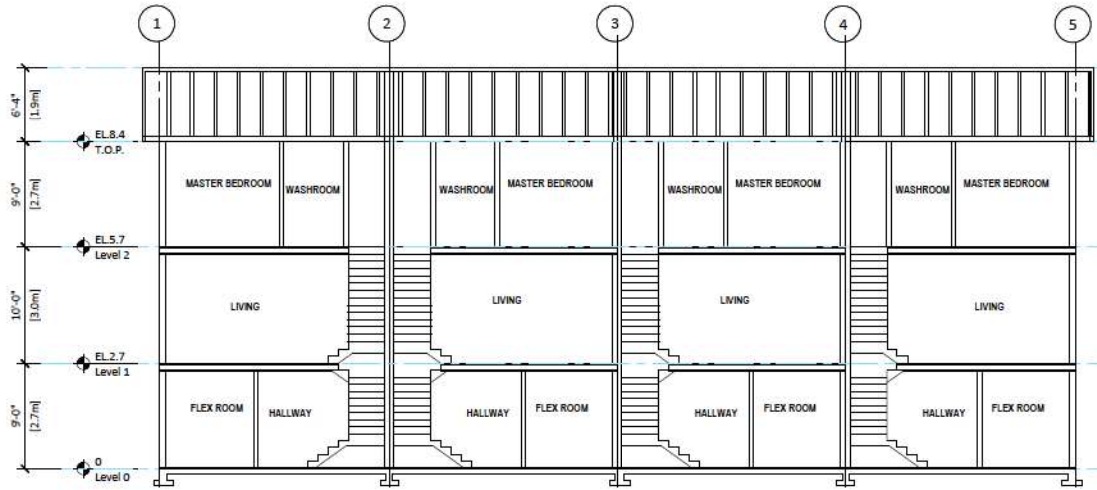 1
2
3
4
5
6'-4"
[1.9m]
EL.8.4
T.O.P.
9'-0"
[2.7m]
MASTER BEDROOM
WASHROOM
WASHROOM
MASTER BEDROOM
WASHROOM
MASTER BEDROOM
WASHROOM
MASTER BEDROOM
EL.5.7
Level 2
10'-0"
[3.0m]
LIVING
LIVING
LIVING
LIVING
EL.2.7
Level 1
9'-0"
[2.7m]
FLEX ROOM
HALLWAY
HALLWAY
FLEX ROOM
HALLWAY
FLEX ROOM
HALLWAY
FLEX ROOM
0
Level 0